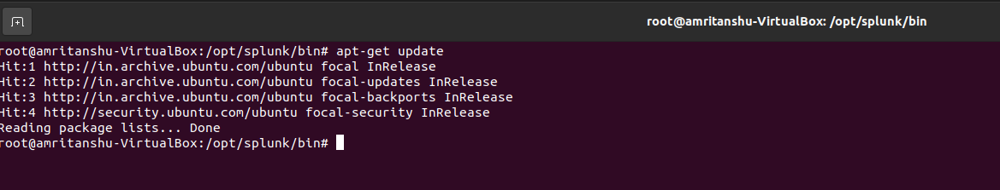 root@amritanshu-VirtualBox: /opt/splunk/bin
root@amritanshu-VirtualBox:/opt/splunk/bin# apt-get update
Hit:1 http://in.archive.ubuntu.com/ubuntu focal InRelease
Hit:2 http://in.archive.ubuntu.com/ubuntu focal-updates InRelease
Hit:3 http://in.archive.ubuntu.com/ubuntu focal-backports InRelease
Hit:4 http://security.ubuntu.com/ubuntu focal-security InRelease
Reading package lists... Done
root@amritanshu-VirtualBox:/opt/splunk/bin#